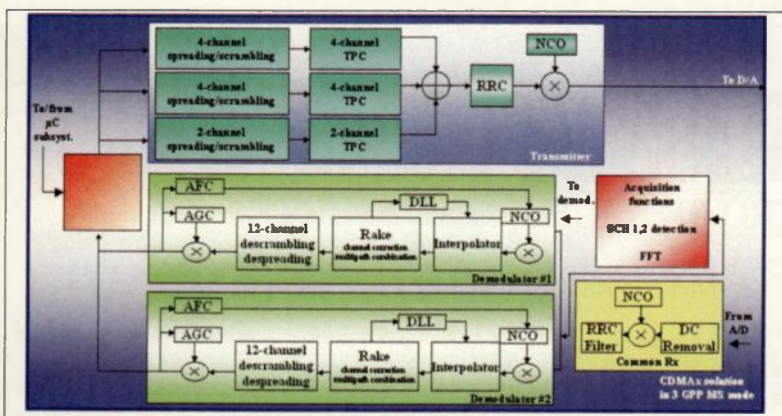 4-channel
spreading/scrambling
4-channel
TPC
NCO
4-channel
spreading/scrambling
4-channel
TPC
RRC
To D/A
2-channel
spreading/scrambling
2-channel
TPC
Transmitter
To/from
µC
subsyst.
AFC
AGC
12-channel
descrambling
despreading
Rake
channel correction
multipath combination
DLL
Interpolator
NCO
Demodulator #1
To
demod.
Acquisition
functions
SCH 1,2 detection
FFT
AFC
AGC
12-channel
descrambling
despreading
Rake
channel correction
multipath combination
DLL
Interpolator
NCO
Demodulator #2
NCO
RRC
Filter
DC
Removal
Common Rx
From
A/D
CDMAx solution
in 3 GPP MS mode